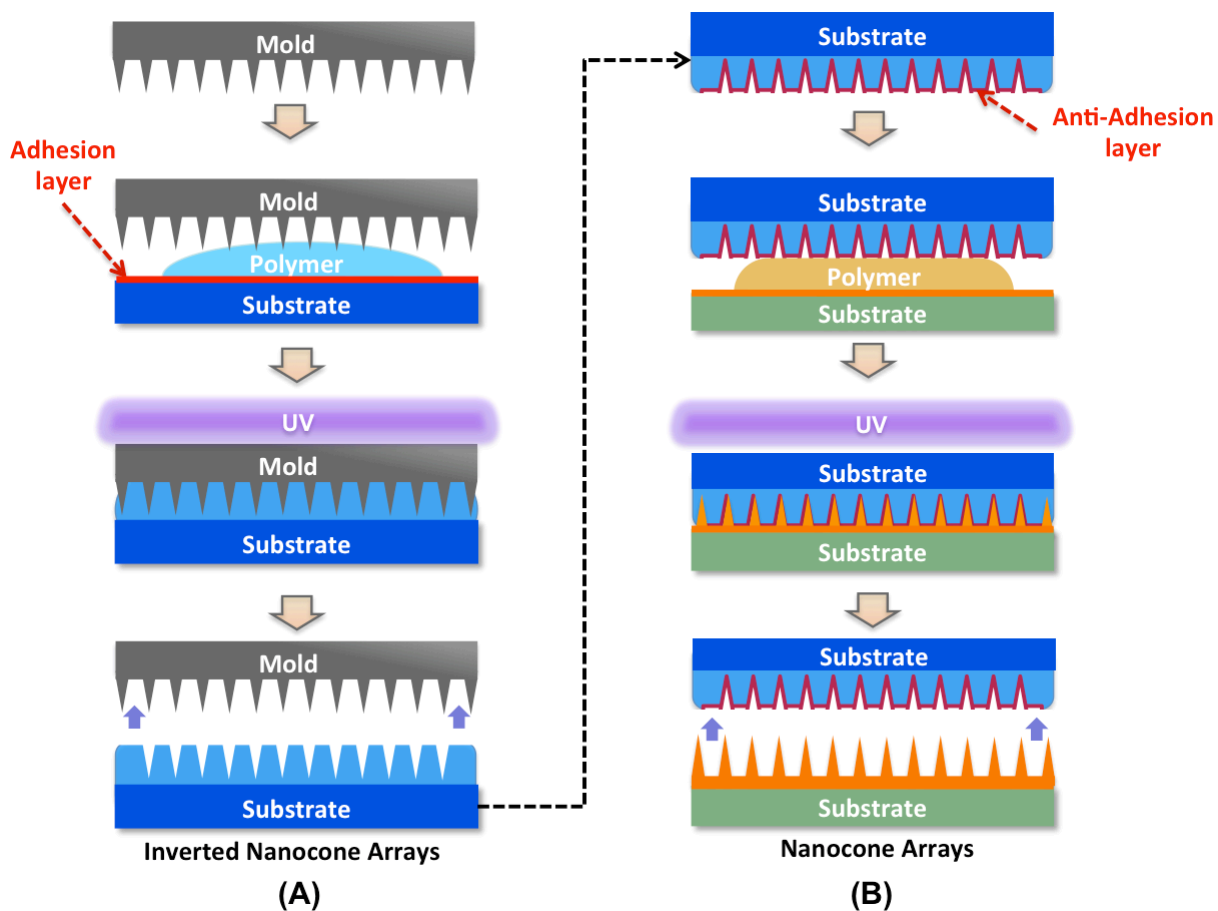 Mold
Adhesion
layer
Mold
Polymer
Substrate
UV
Mold
Substrate
Mold
Substrate
Inverted Nanocone Arrays
(A)
Substrate
Anti-Adhesion
layer
Substrate
Polymer
Substrate
UV
Substrate
Substrate
Substrate
Substrate
Nanocone Arrays
(B)